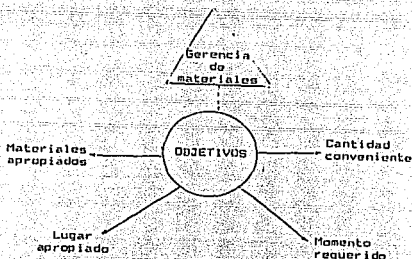 Gerencia
de
materiales
OBJETIVOS
Materiales
apropiados
Cantidad
conveniente
Lugar
apropiado
Momento
requerido